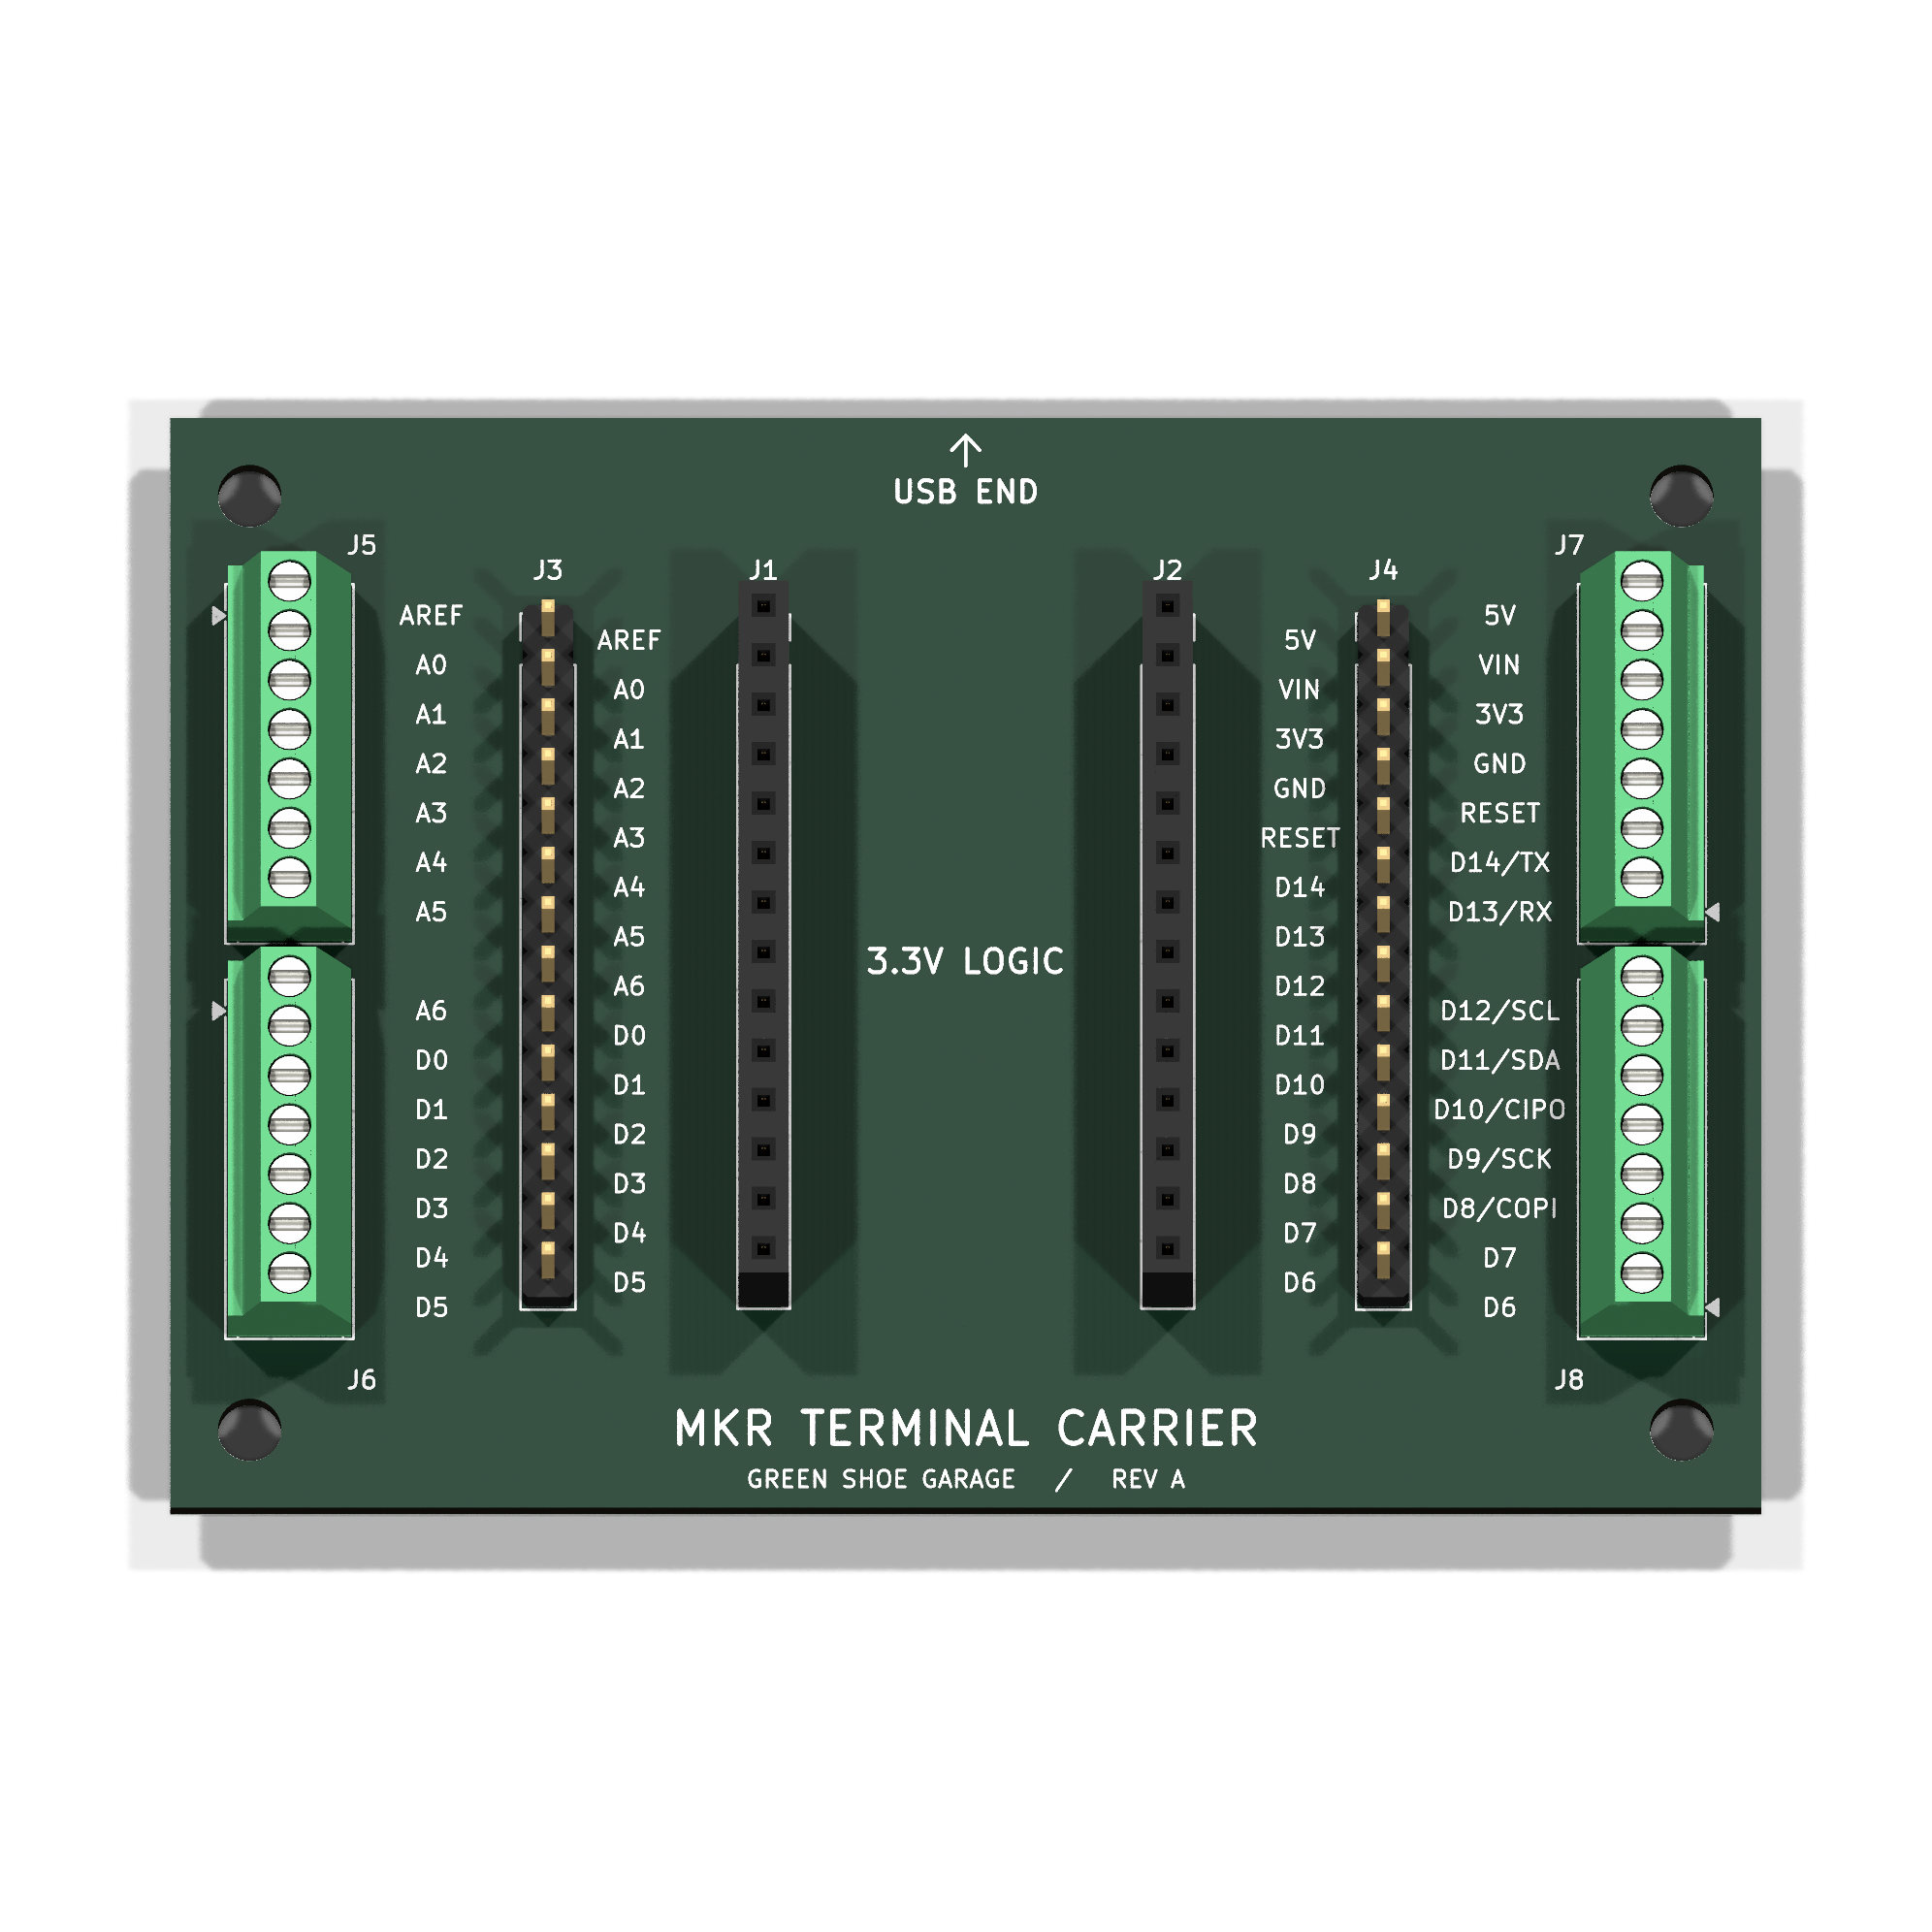 USB END
J5
J7
J3
J1
J2
J4
AREF
5V
AREF
5V
A0
VIN
A0
VIN
A1
3V3
A1
3V3
A2
GND
A2
GND
A3
RESET
A3
RESET
A4
D14/TX
A4
D14
A5
D13/RX
A5
D13
3.3V LOGIC
A6
D12
A6
D12/SCL
D0
D11
D0
D11/SDA
D1
D10
D1
D10/CIPO
D2
D9
D2
D9/SCK
D3
D8
D3
D8/COPI
D4
D7
D4
D7
D5
D6
D5
D6
J6
J8
MKR TERMINAL CARRIER
GREEN SHOE GARAGE / REV A